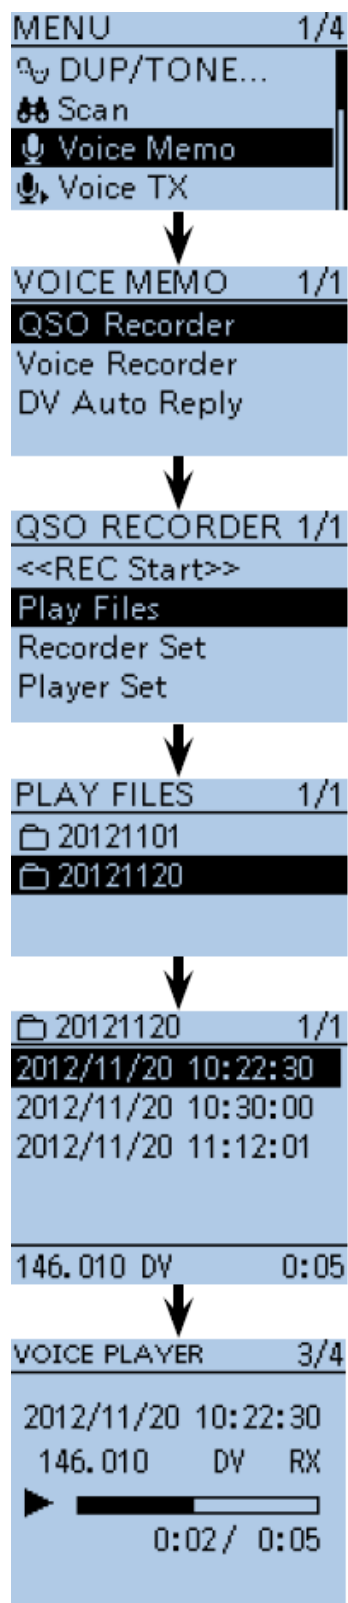 MENU 1/4
DUP/TONE...
Scan
Voice Memo
Voice TX
VOICE MEMO 1/1
QSO Recorder
Voice Recorder
DV Auto Reply
QSO RECORDER 1/1
<<REC Start>>
Play Files
Recorder Set
Player Set
PLAY FILES 1/1
20121101
20121120
20121120 1/1
2012/11/20 10:22:30
2012/11/20 10:30:00
2012/11/20 11:12:01
146.010 DV 0:05
VOICE PLAYER 3/4
2012/11/20 10:22:30
146.010 DV RX
0:02/ 0:05